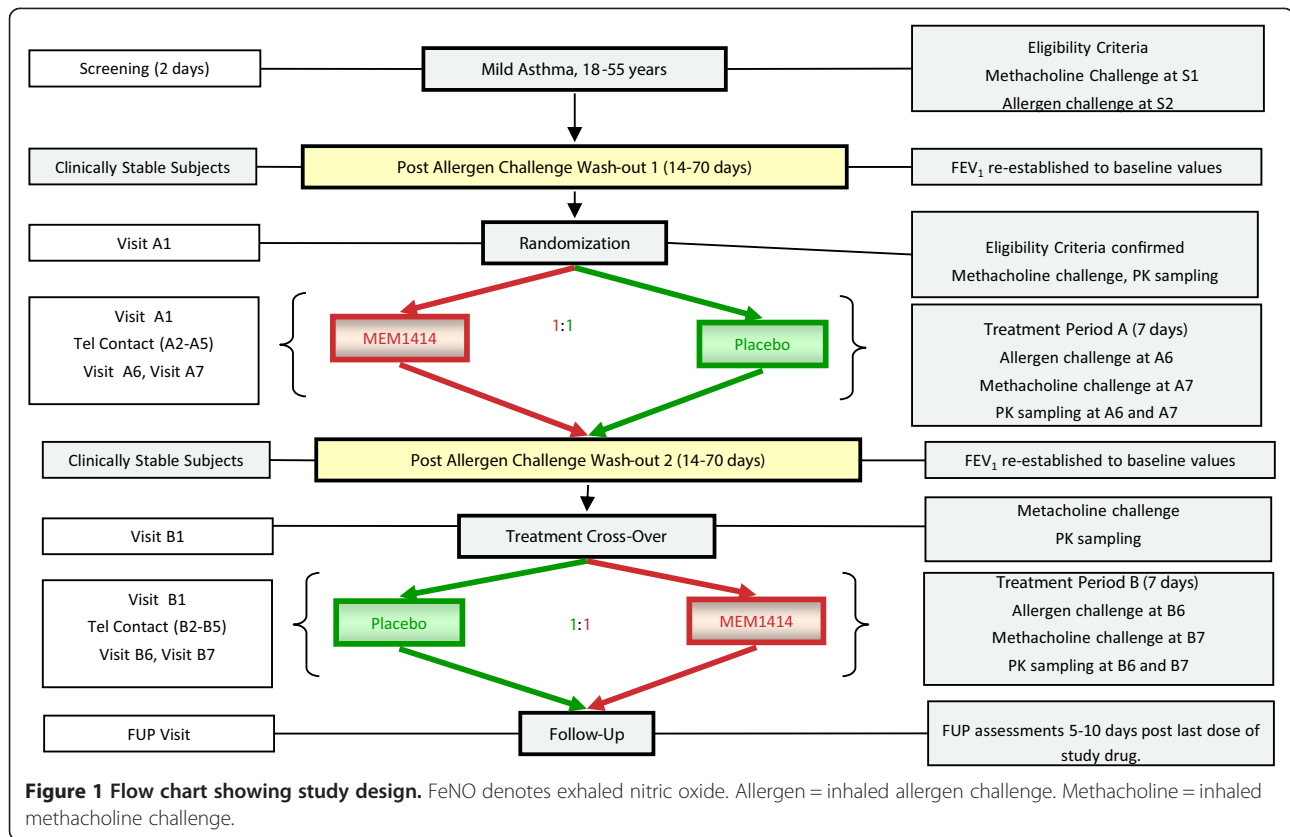 Screening (2 days)
Mild Asthma, 18-55 years
Eligibility Criteria
Methacholine Challenge at S1
Allergen challenge at S2
Clinically Stable Subjects
Post Allergen Challenge Wash-out 1 (14-70 days)
FEV₁ re-established to baseline values
Visit A1
Randomization
Eligibility Criteria confirmed
Methacholine challenge, PK sampling
Visit A1
Tel Contact (A2-A5)
Visit A6, Visit A7
MEM1414
1:1
Placebo
Treatment Period A (7 days)
Allergen challenge at A6
Methacholine challenge at A7
PK sampling at A6 and A7
Clinically Stable Subjects
Post Allergen Challenge Wash-out 2 (14-70 days)
FEV₁ re-established to baseline values
Visit B1
Treatment Cross-Over
Metacholine challenge
PK sampling
Visit B1
Tel Contact (B2-B5)
Visit B6, Visit B7
Placebo
1:1
MEM1414
Treatment Period B (7 days)
Allergen challenge at B6
Methacholine challenge at B7
PK sampling at B6 and B7
FUP Visit
Follow-Up
FUP assessments 5-10 days post last dose of
study drug.
Figure 1 Flow chart showing study design. FeNO denotes exhaled nitric oxide. Allergen = inhaled allergen challenge. Methacholine = inhaled
methacholine challenge.